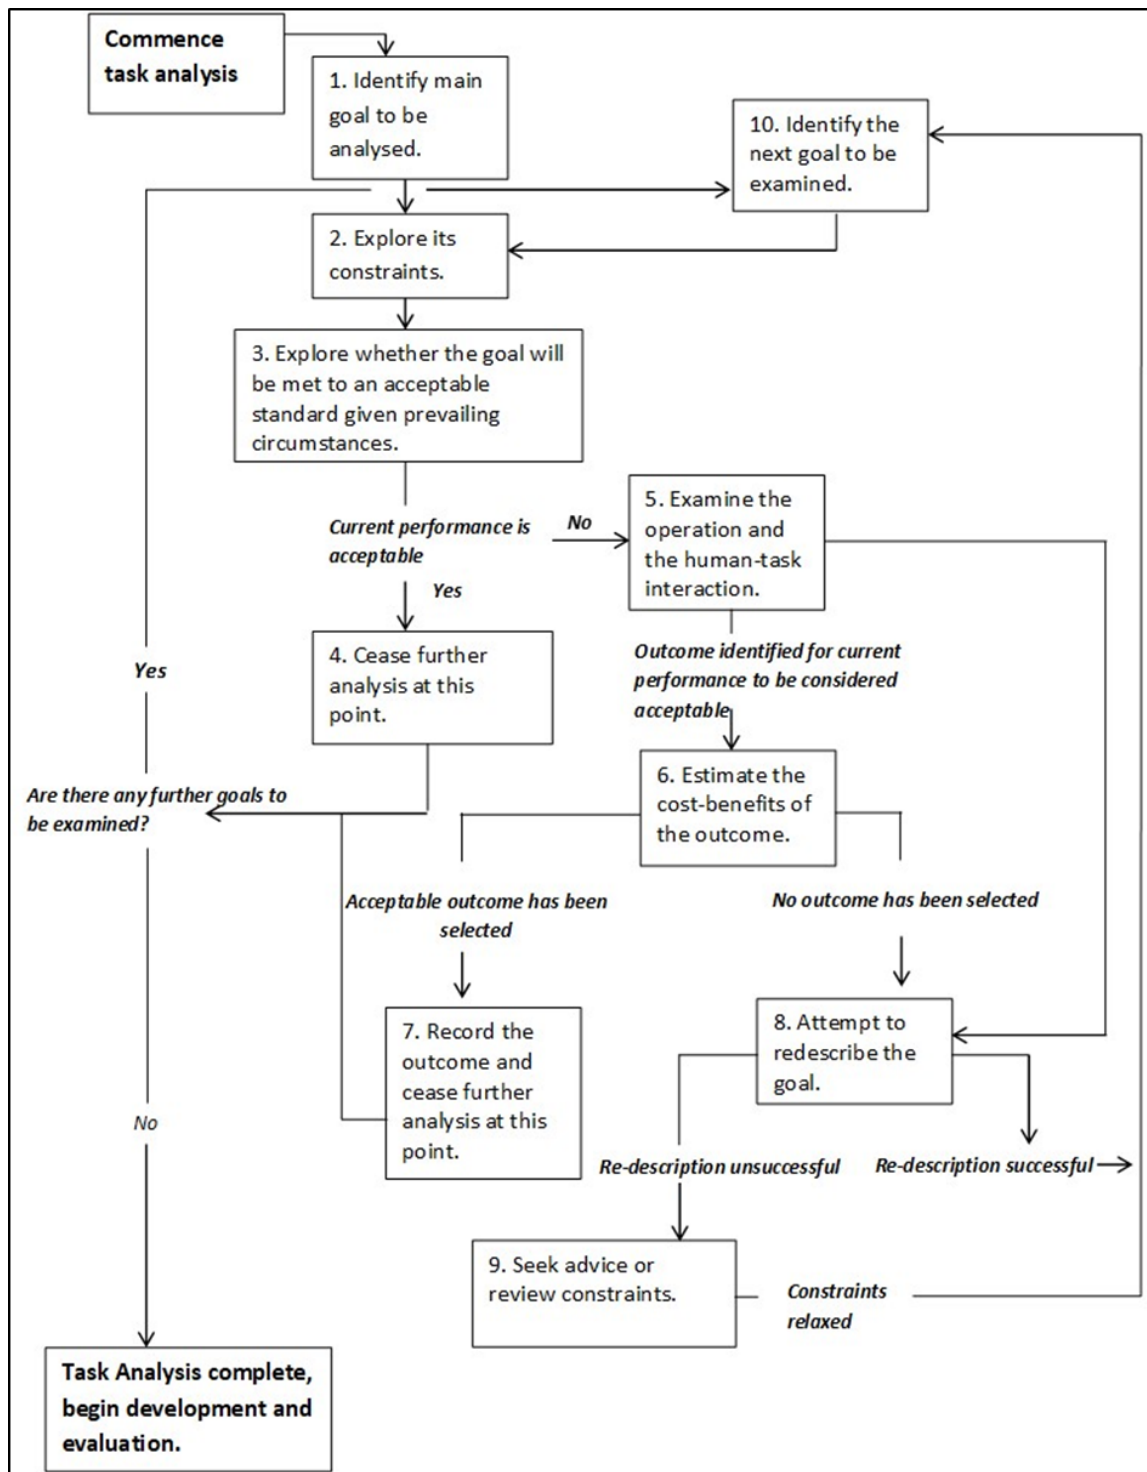 Commence
task analysis
1. Identify main
goal to be
analysed.
10. Identify the
next goal to be
examined.
2. Explore its
constraints.
3. Explore whether the goal will
be met to an acceptable
standard given prevailing
circumstances.
Current performance is
acceptable
No
Yes
5. Examine the
operation and
the human-task
interaction.
4. Cease further
analysis at this
point.
Outcome identified for current
performance to be considered
acceptable
Yes
6. Estimate the
cost-benefits of
the outcome.
Are there any further goals to
be examined?
Acceptable outcome has been
selected
No outcome has been selected
7. Record the
outcome and
cease further
analysis at this
point.
8. Attempt to
redescribe the
goal.
No
Re-description unsuccessful
Re-description successful
9. Seek advice or
review constraints.
Constraints
relaxed
Task Analysis complete,
begin development and
evaluation.